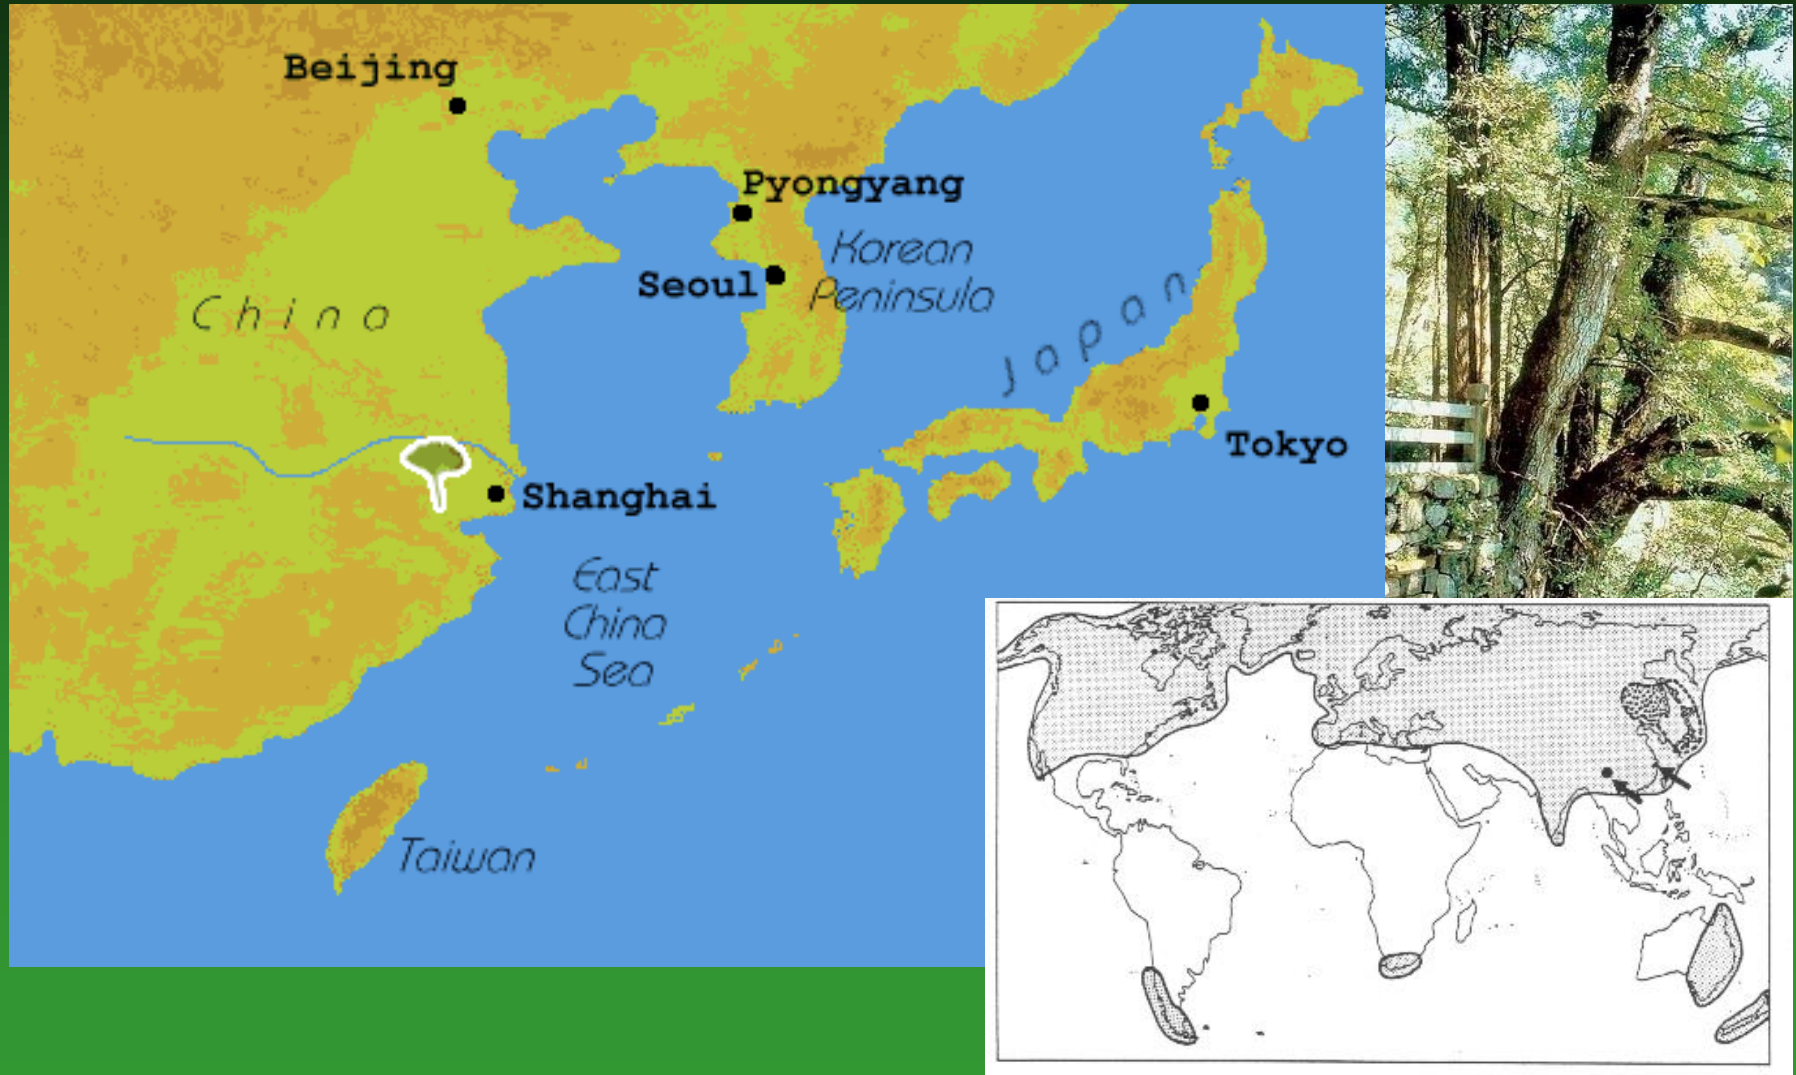 Beijing
Pyongyang
Korean
Peninsula
Seoul
China
Japan
Tokyo
Shanghai
East
China
Sea
Taiwan